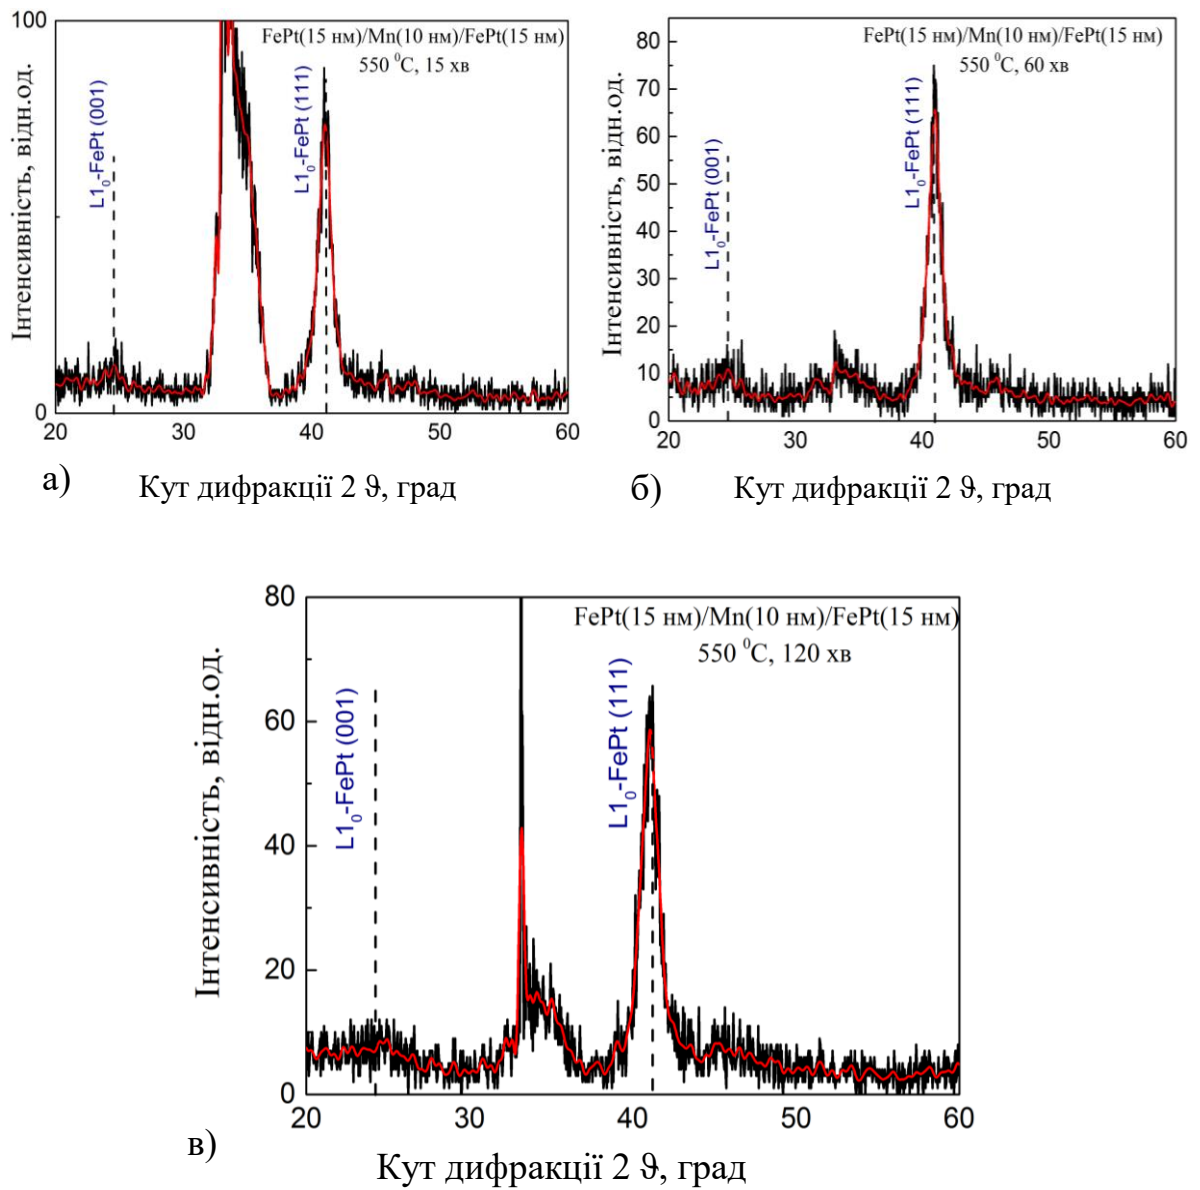 100
0
20 30 40 50 60
Інтенсивність, відн.од.
FePt(15 нм)/Mn(10 нм)/FePt(15 нм)
550 ⁰C, 15 хв
L1₀-FePt (001)
L1₀-FePt (111)
а)
Кут дифракції 2 ϑ, град
80
70
60
50
40
30
20
10
0
20 30 40 50 60
Інтенсивність, відн.од.
FePt(15 нм)/Mn(10 нм)/FePt(15 нм)
550 ⁰C, 60 хв
L1₀-FePt (001)
L1₀-FePt (111)
б)
Кут дифракції 2 ϑ, град
80
60
40
20
0
20 30 40 50 60
Інтенсивність, відн.од.
FePt(15 нм)/Mn(10 нм)/FePt(15 нм)
550 ⁰C, 120 хв
L1₀-FePt (001)
L1₀-FePt (111)
в)
Кут дифракції 2 ϑ, град